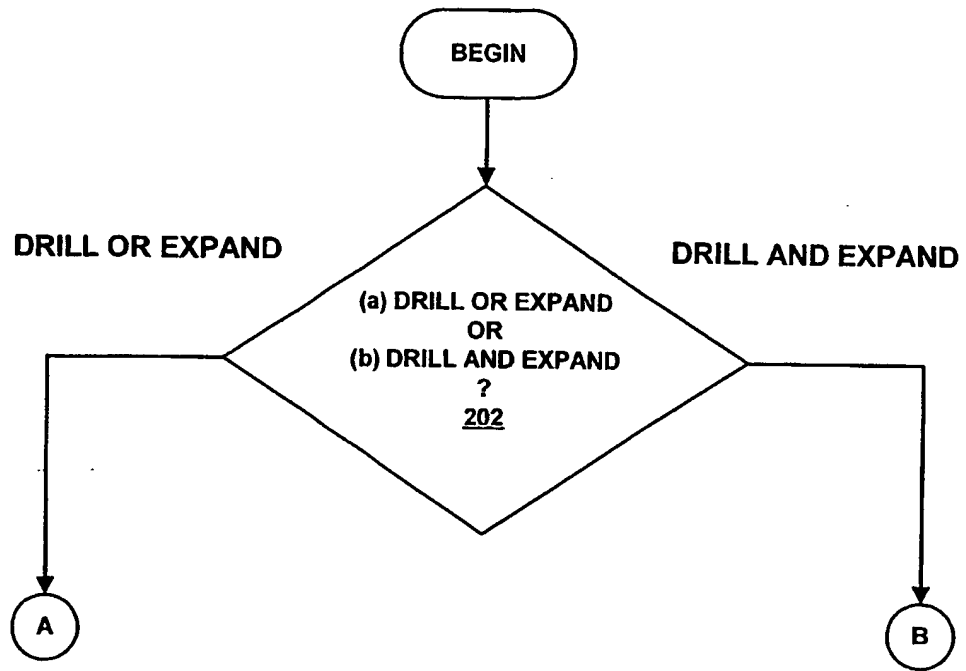 BEGIN
DRILL OR EXPAND
DRILL AND EXPAND
(a) DRILL OR EXPAND
OR
(b) DRILL AND EXPAND
?
202
A
B